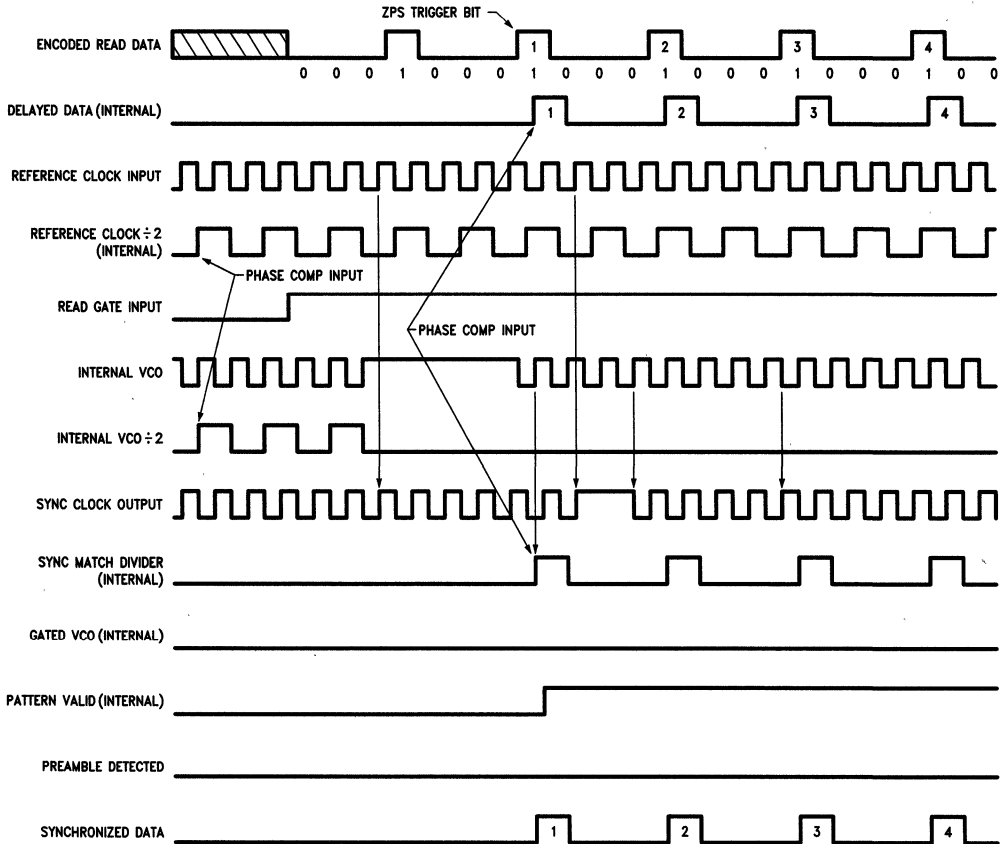 ZPS TRIGGER BIT
ENCODED READ DATA
1 2 3 4
0 0 0 1 0 0 0 1 0 0 0 1 0 0 0 1 0 0 0 1 0 0
DELAYED DATA (INTERNAL)
1 2 3 4
REFERENCE CLOCK INPUT
REFERENCE CLOCK ÷ 2
(INTERNAL)
PHASE COMP INPUT
READ GATE INPUT
PHASE COMP INPUT
INTERNAL VCO
INTERNAL VCO ÷ 2
SYNC CLOCK OUTPUT
SYNC MATCH DIVIDER
(INTERNAL)
GATED VCO (INTERNAL)
PATTERN VALID (INTERNAL)
PREAMBLE DETECTED
SYNCHRONIZED DATA
1 2 3 4